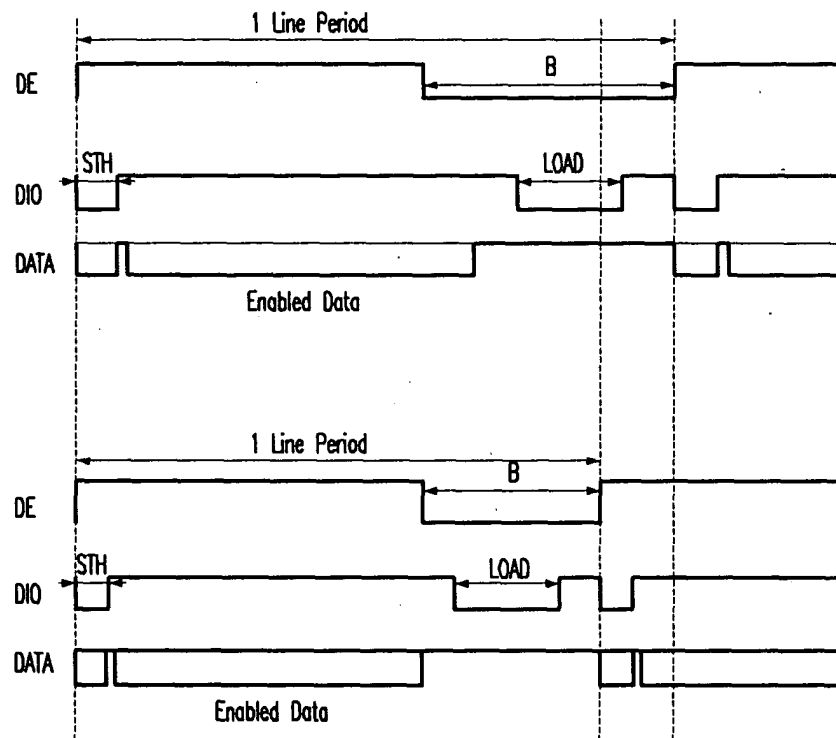 1 Line Period
DE
B
STH
LOAD
DIO
DATA
Enabled Data
1 Line Period
DE
B
STH
LOAD
DIO
DATA
Enabled Data